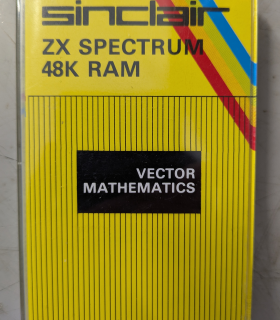 sinclair
ZX SPECTRUM
48K RAM
VECTOR
MATHEMATICS